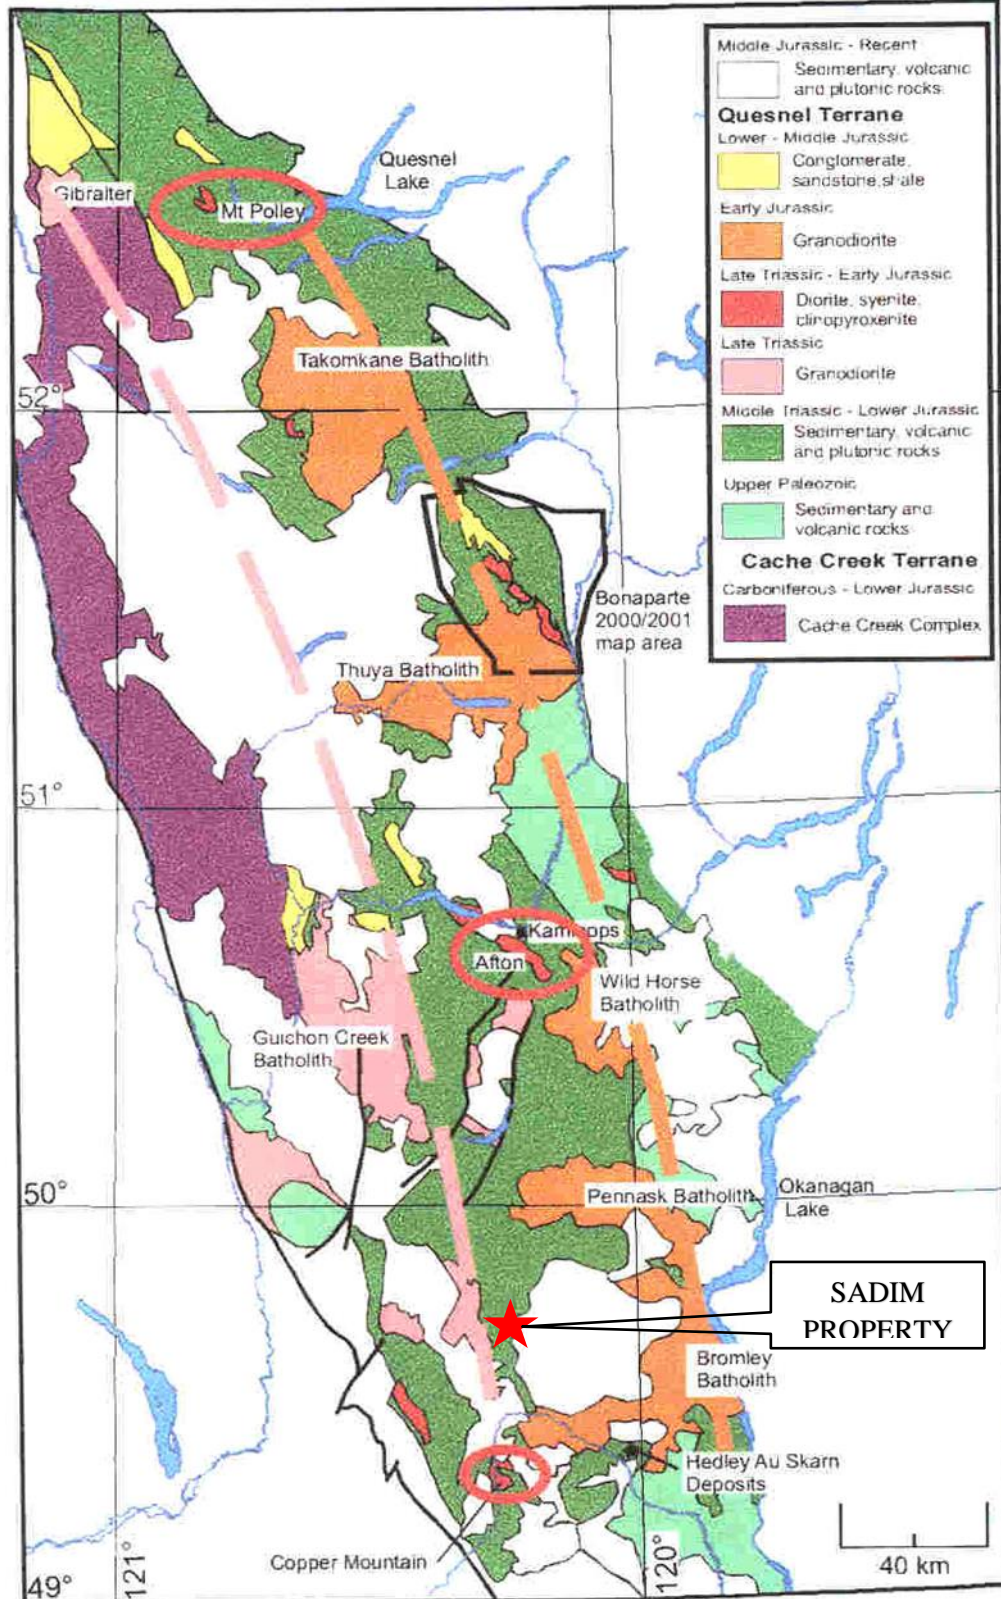 Middle Jurassic - Recent
Sedimentary, volcanic
and plutonic rocks
Quesnel Terrane
Lower - Middle Jurassic
Conglomerate,
sandstone, shale
Early Jurassic
Granodiorite
Late Triassic - Early Jurassic
Diorite, syenite,
clinopyroxenite
Late Triassic
Granodiorite
Middle Triassic - Lower Jurassic
Sedimentary, volcanic
and plutonic rocks
Upper Paleozoic
Sedimentary and
volcanic rocks
Cache Creek Terrane
Carboniferous - Lower Jurassic
Cache Creek Complex
Quesnel
Lake
Gibralter
Mt Polley
Takomkane Batholith
52°
Bonaparte
2000/2001
map area
Thuya Batholith
51°
Kamloops
Afton
Wild Horse
Batholith
Guichon Creek
Batholith
50°
Pennask Batholith
Okanagan
Lake
SADIM
PROPERTY
Bromley
Batholith
Hedley Au Skarn
Deposits
Copper Mountain
40 km
49°
121°
120°